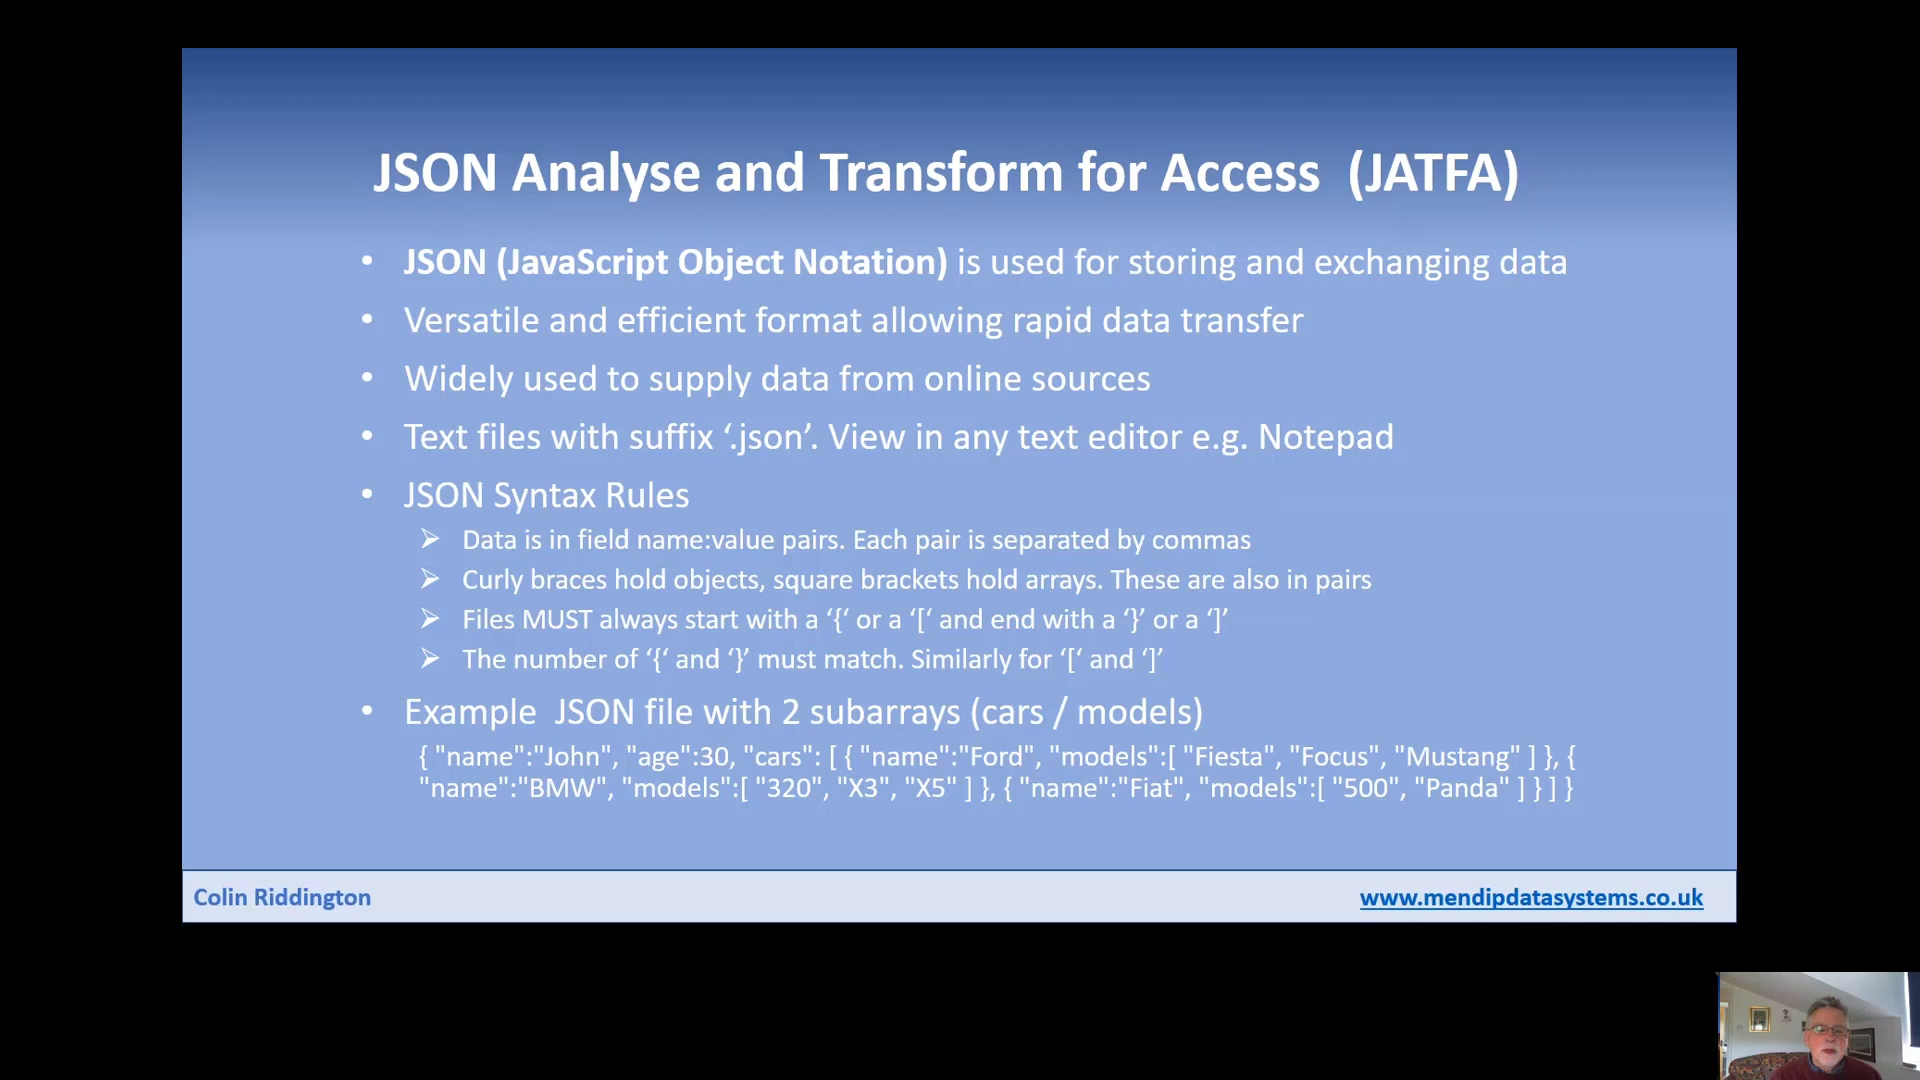 JSON Analyse and Transform for Access  (JATFA)
• JSON (JavaScript Object Notation) is used for storing and exchanging data
• Versatile and efficient format allowing rapid data transfer
• Widely used to supply data from online sources
• Text files with suffix ‘.json’. View in any text editor e.g. Notepad
• JSON Syntax Rules
➢ Data is in field name:value pairs. Each pair is separated by commas
➢ Curly braces hold objects, square brackets hold arrays. These are also in pairs
➢ Files MUST always start with a ‘{‘ or a ‘[‘ and end with a ‘}’ or a ‘]’
➢ The number of ‘{‘ and ‘}’ must match. Similarly for ‘[‘ and ‘]’
• Example  JSON file with 2 subarrays (cars / models)
{ "name":"John", "age":30, "cars": [ { "name":"Ford", "models":[ "Fiesta", "Focus", "Mustang" ] }, {
"name":"BMW", "models":[ "320", "X3", "X5" ] }, { "name":"Fiat", "models":[ "500", "Panda" ] } ] }
Colin Riddington
www.mendipdatasystems.co.uk